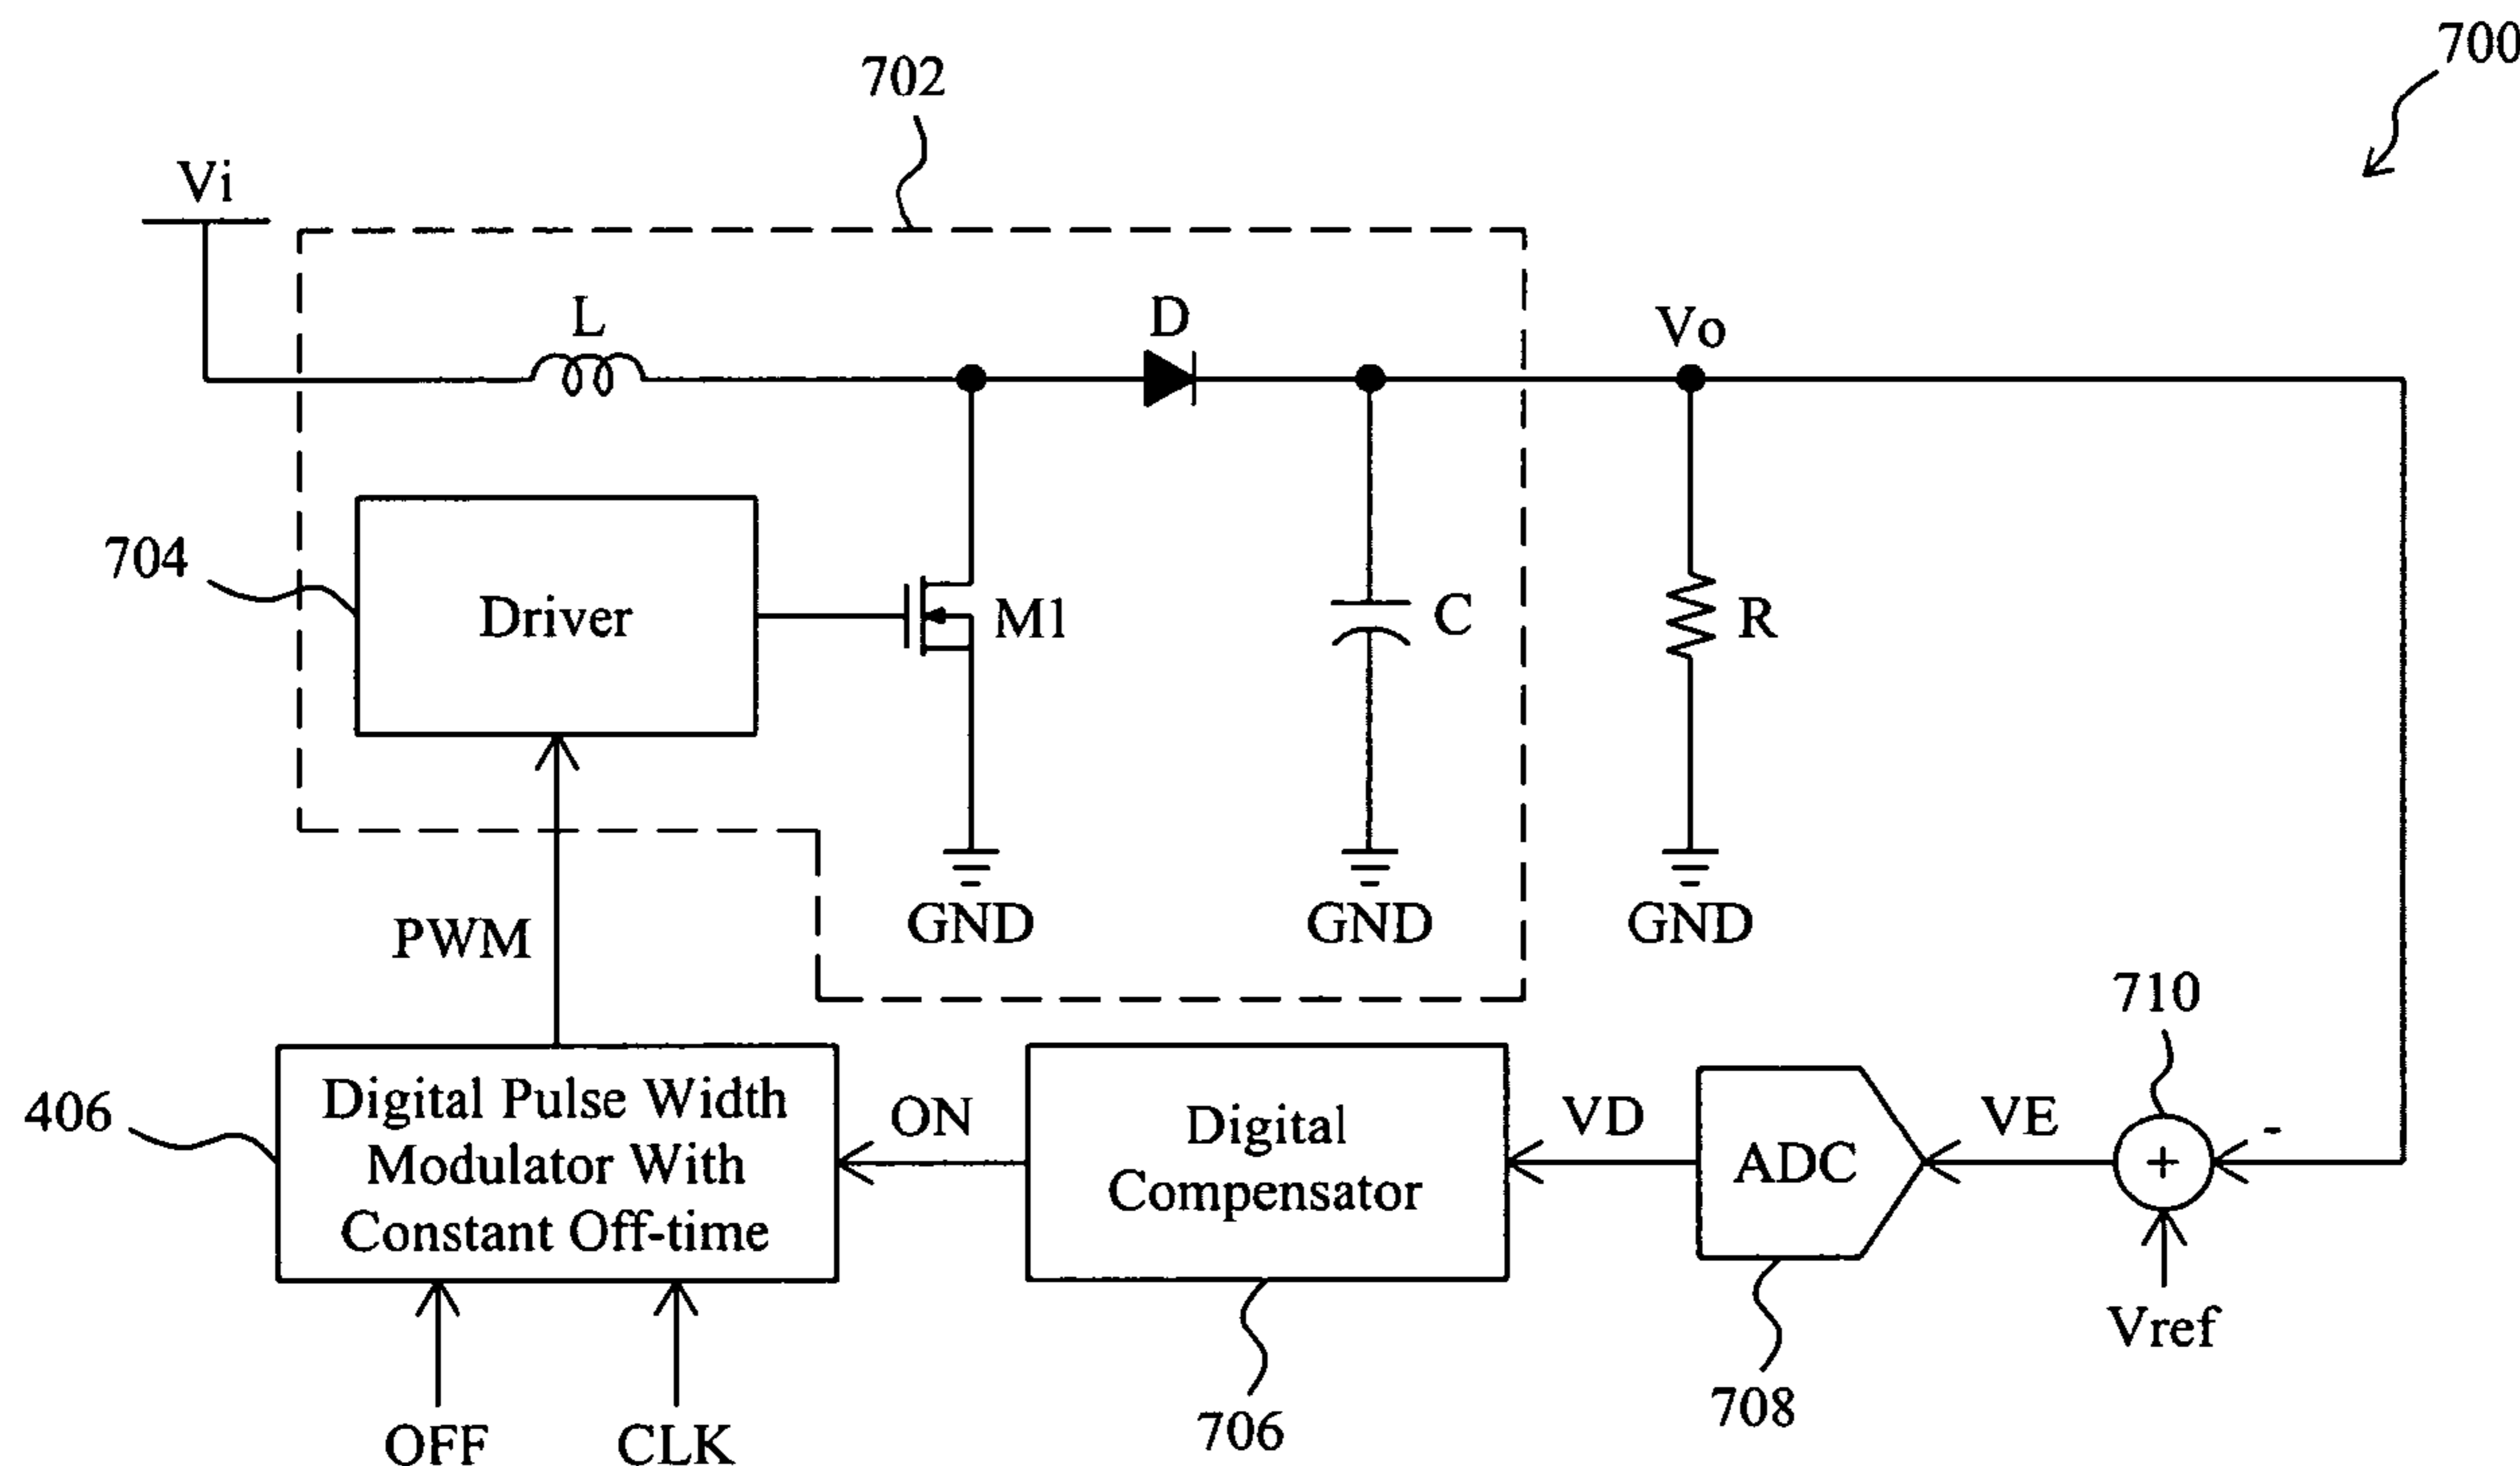 700
702
Vi
L
D
Vo
704
Driver
M1
C
R
GND
GND
GND
PWM
710
406
Digital Pulse Width
Modulator With
Constant Off-time
ON
Digital
Compensator
VD
ADC
VE
-
+
Vref
OFF
CLK
706
708